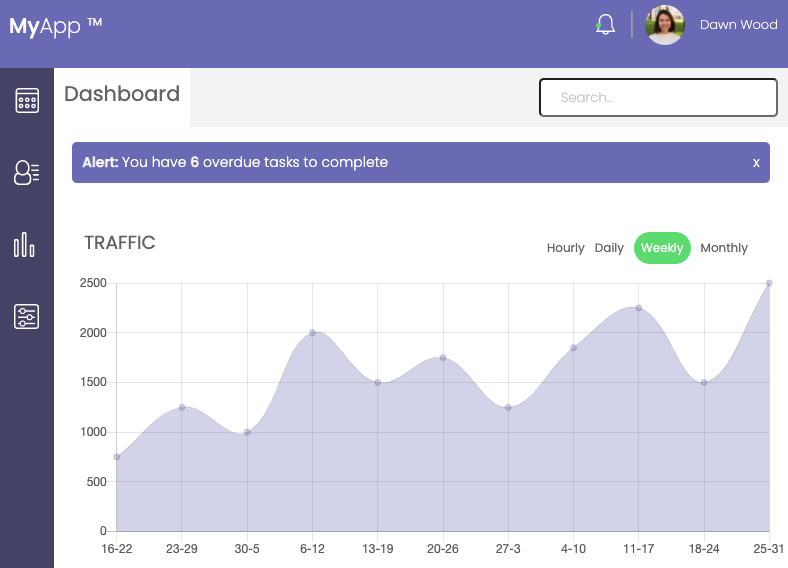 MyApp ™
Dawn Wood
Dashboard
Search...
Alert: You have 6 overdue tasks to complete
x
TRAFFIC
Hourly Daily Weekly Monthly
2500
2000
1500
1000
500
0
16-22 23-29 30-5 6-12 13-19 20-26 27-3 4-10 11-17 18-24 25-31